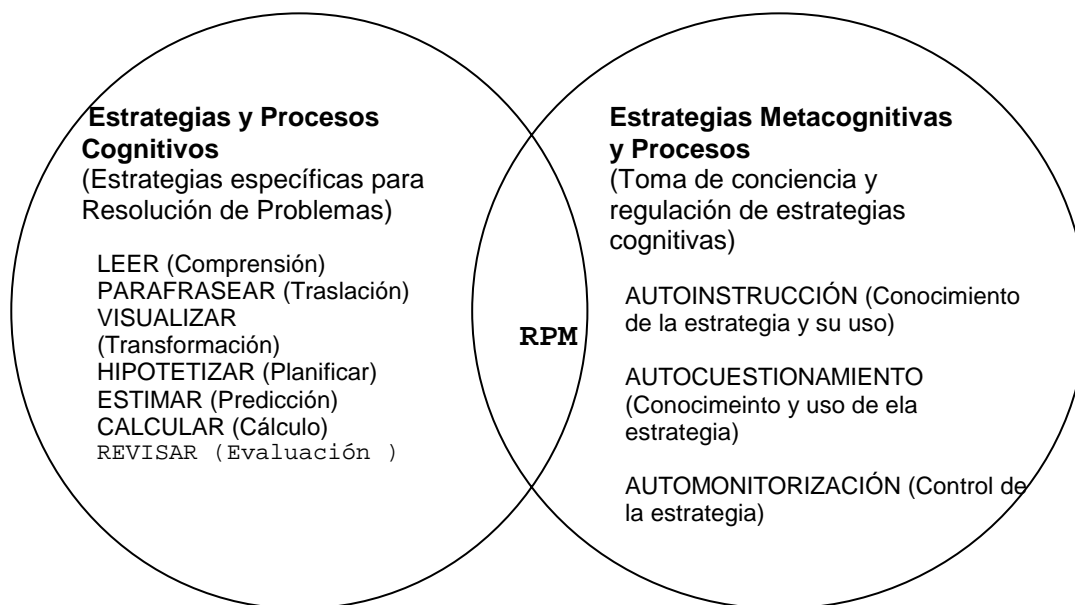 Estrategias y Procesos
Cognitivos
(Estrategias específicas para
Resolución de Problemas)
LEER (Comprensión)
PARAFRASEAR (Traslación)
VISUALIZAR
(Transformación)
HIPOTETIZAR (Planificar)
ESTIMAR (Predicción)
CALCULAR (Cálculo)
REVISAR (Evaluación )
RPM
Estrategias Metacognitivas
y Procesos
(Toma de conciencia y
regulación de estrategias
cognitivas)
AUTOINSTRUCCIÓN (Conocimiento
de la estrategia y su uso)
AUTOCUESTIONAMIENTO
(Conocimeinto y uso de ela
estrategia)
AUTOMONITORIZACIÓN (Control de
la estrategia)